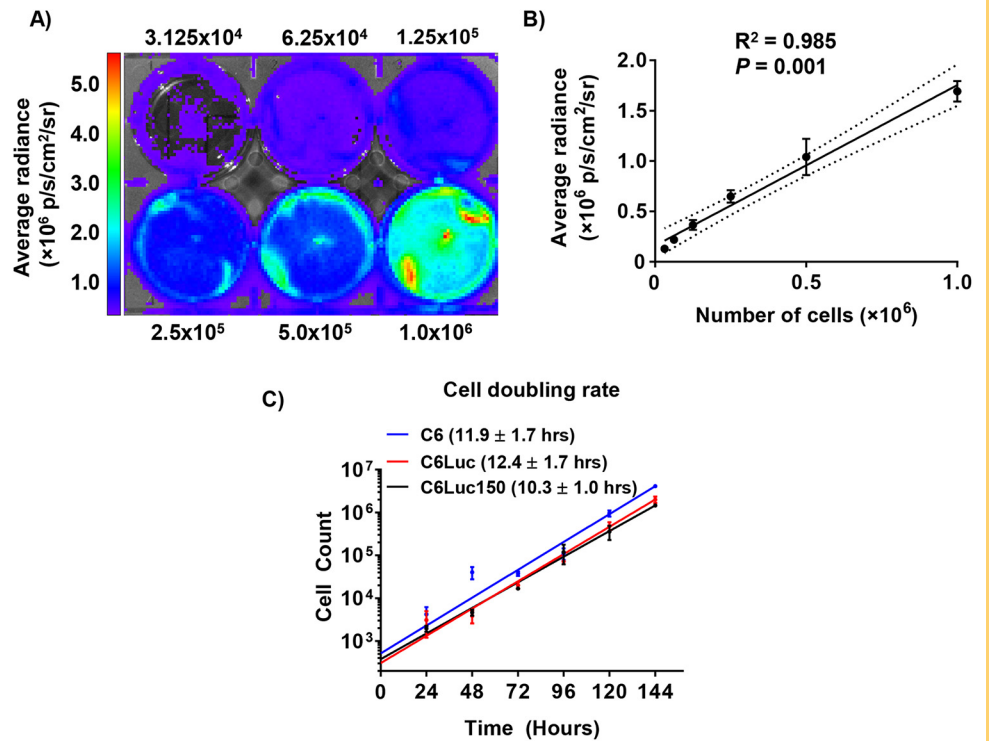 A)
3.125x10⁴ 6.25x10⁴ 1.25x10⁵
Average radiance
(×10⁶ p/s/cm²/sr)
5.0
4.0
3.0
2.0
1.0
2.5x10⁵ 5.0x10⁵ 1.0x10⁶
B)
R² = 0.985
P = 0.001
Average radiance
(×10⁶ p/s/cm²/sr)
2.0
1.5
1.0
0.5
0
0 0.5 1.0
Number of cells (×10⁶)
C)
Cell doubling rate
C6 (11.9 ± 1.7 hrs)
C6Luc (12.4 ± 1.7 hrs)
C6Luc150 (10.3 ± 1.0 hrs)
Cell Count
10⁷
10⁶
10⁵
10⁴
10³
0 24 48 72 96 120 144
Time (Hours)